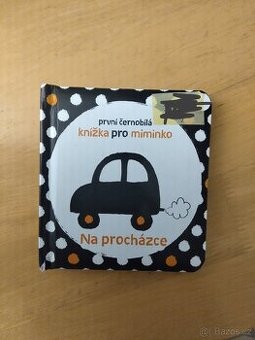 první černobílá
knížka pro miminko
Na procházce
© Bazos.cz